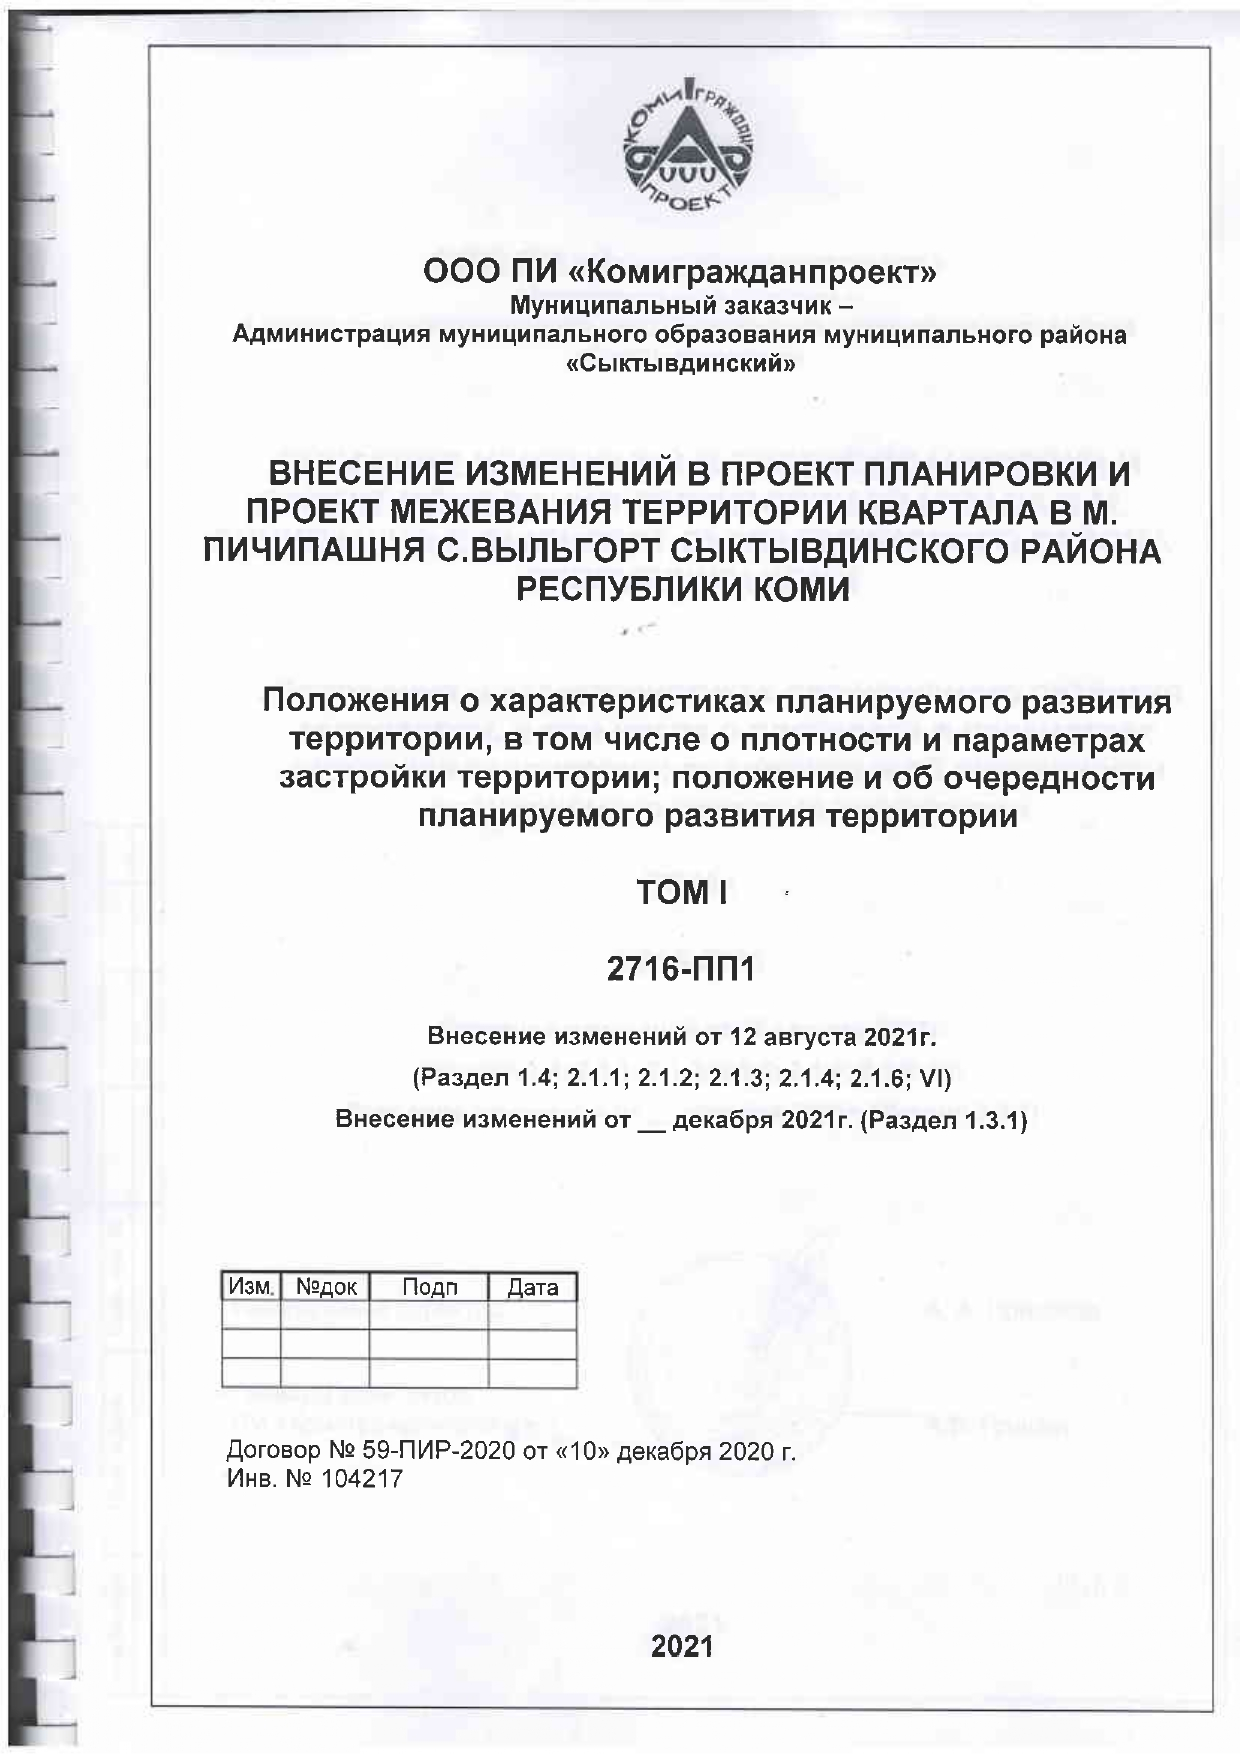 КОМИГРАЖДАН
ПРОЕКТ
ООО ПИ «Комигражданпроект»
Муниципальный заказчик –
Администрация муниципального образования муниципального района
«Сыктывдинский»
ВНЕСЕНИЕ ИЗМЕНЕНИЙ В ПРОЕКТ ПЛАНИРОВКИ И
ПРОЕКТ МЕЖЕВАНИЯ ТЕРРИТОРИИ КВАРТАЛА В М.
ПИЧИПАШНЯ С.ВЫЛЬГОРТ СЫКТЫВДИНСКОГО РАЙОНА
РЕСПУБЛИКИ КОМИ
Положения о характеристиках планируемого развития
территории, в том числе о плотности и параметрах
застройки территории; положение и об очередности
планируемого развития территории
ТОМ I
2716-ПП1
Внесение изменений от 12 августа 2021г.
(Раздел 1.4; 2.1.1; 2.1.2; 2.1.3; 2.1.4; 2.1.6; VI)
Внесение изменений от __ декабря 2021г. (Раздел 1.3.1)
Изм. №док Подп Дата
Договор № 59-ПИР-2020 от «10» декабря 2020 г.
Инв. № 104217
2021